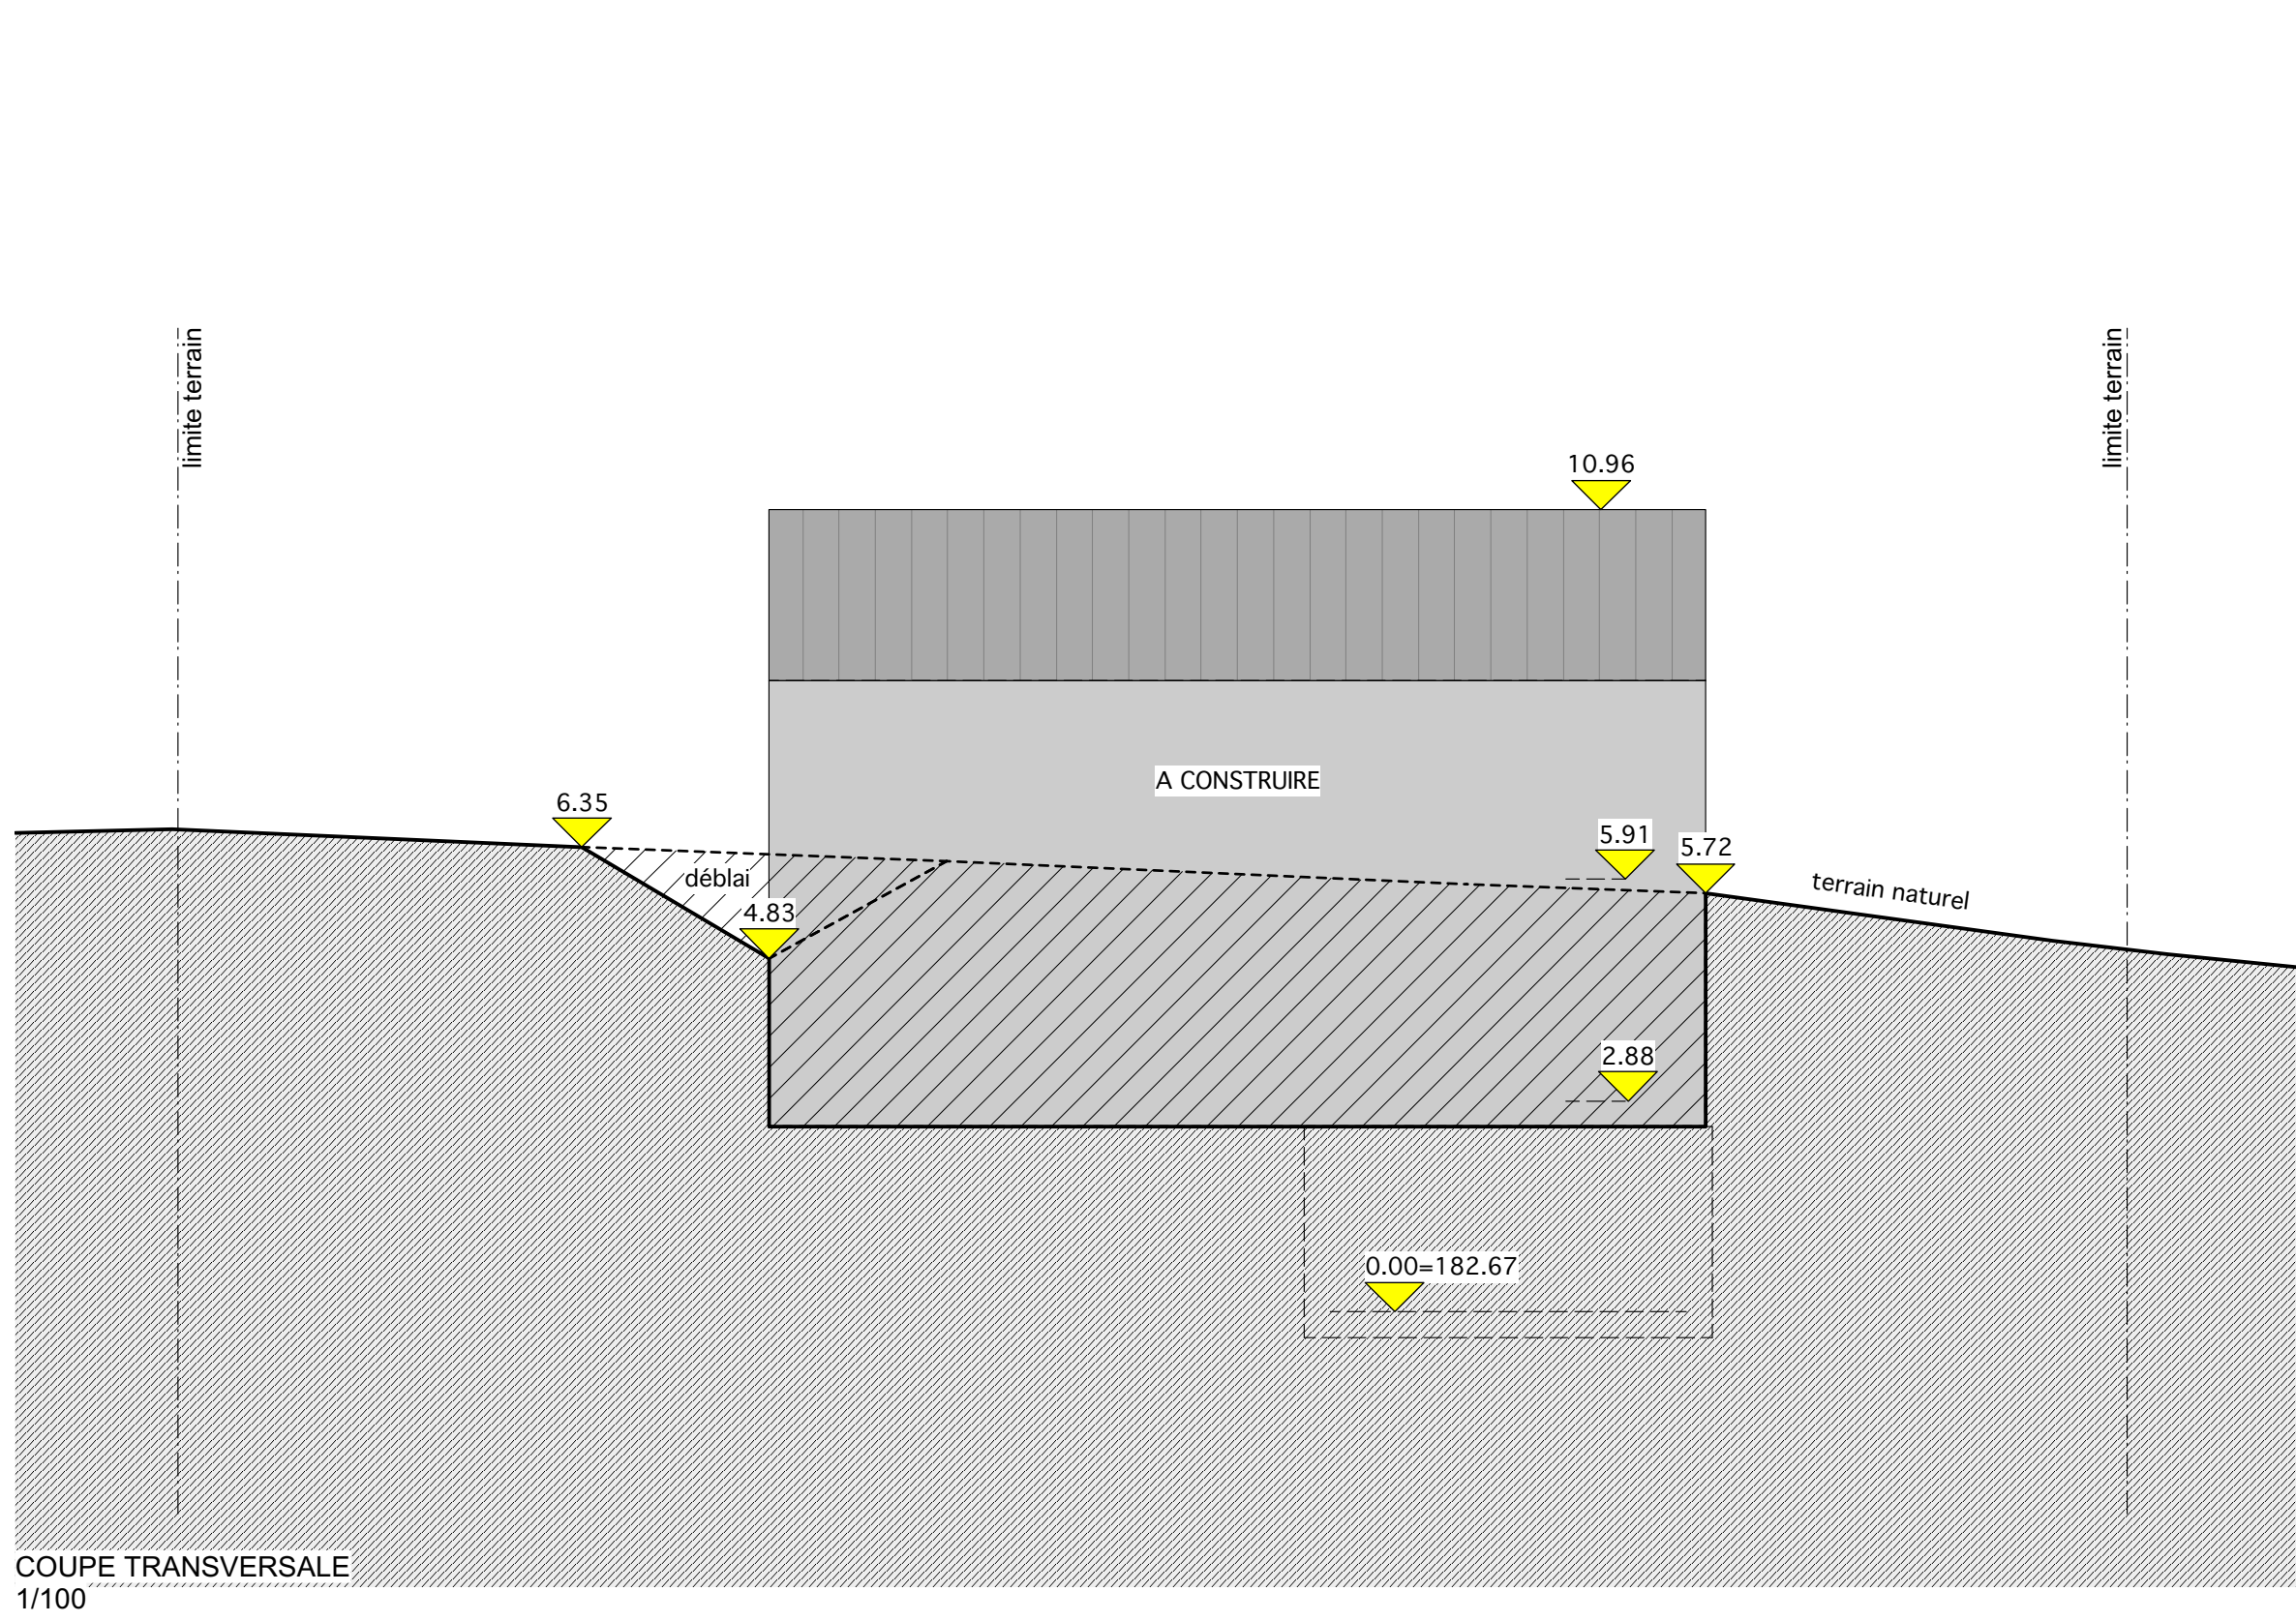 limite terrain
limite terrain
10.96
A CONSTRUIRE
6.35
5.91
5.72
déblai
terrain naturel
4.83
2.88
0.00=182.67
COUPE TRANSVERSALE
1/100